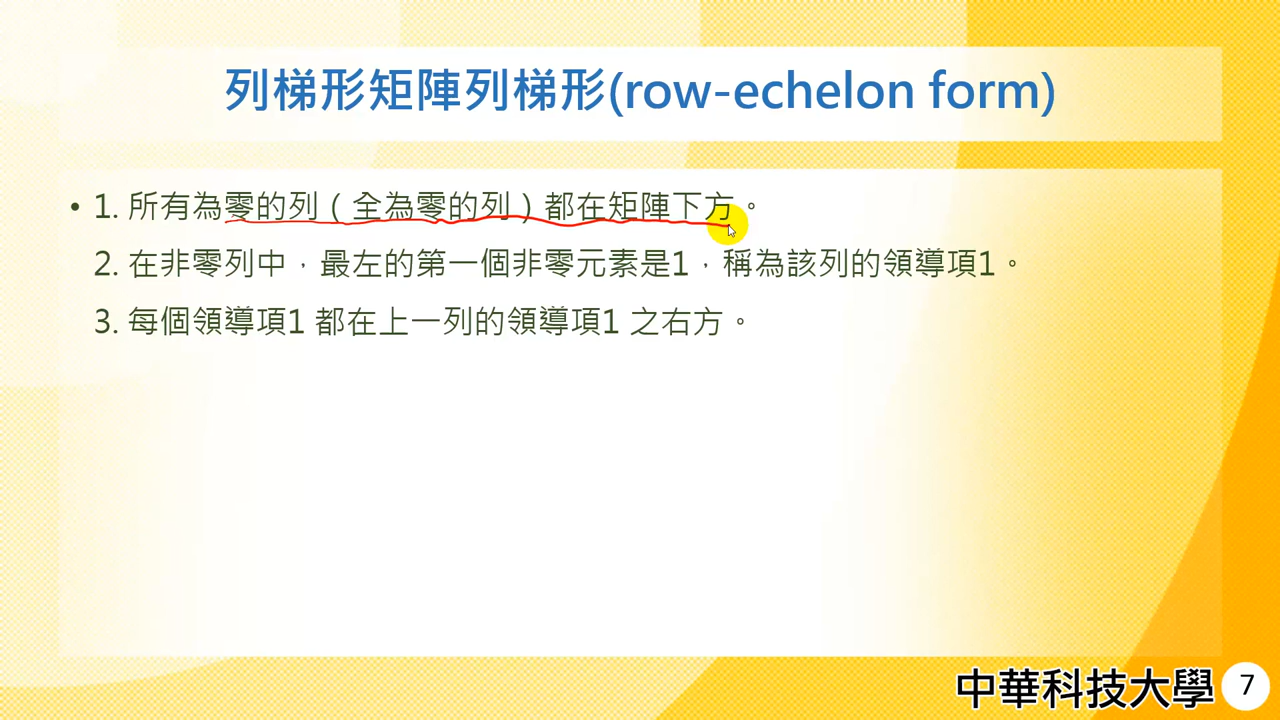 列梯形矩陣列梯形(row-echelon form)
• 1. 所有為零的列（全為零的列）都在矩陣下方。
2. 在非零列中，最左的第一個非零元素是1，稱為該列的領導項1。
3. 每個領導項1 都在上一列的領導項1 之右方。
中華科技大學 7